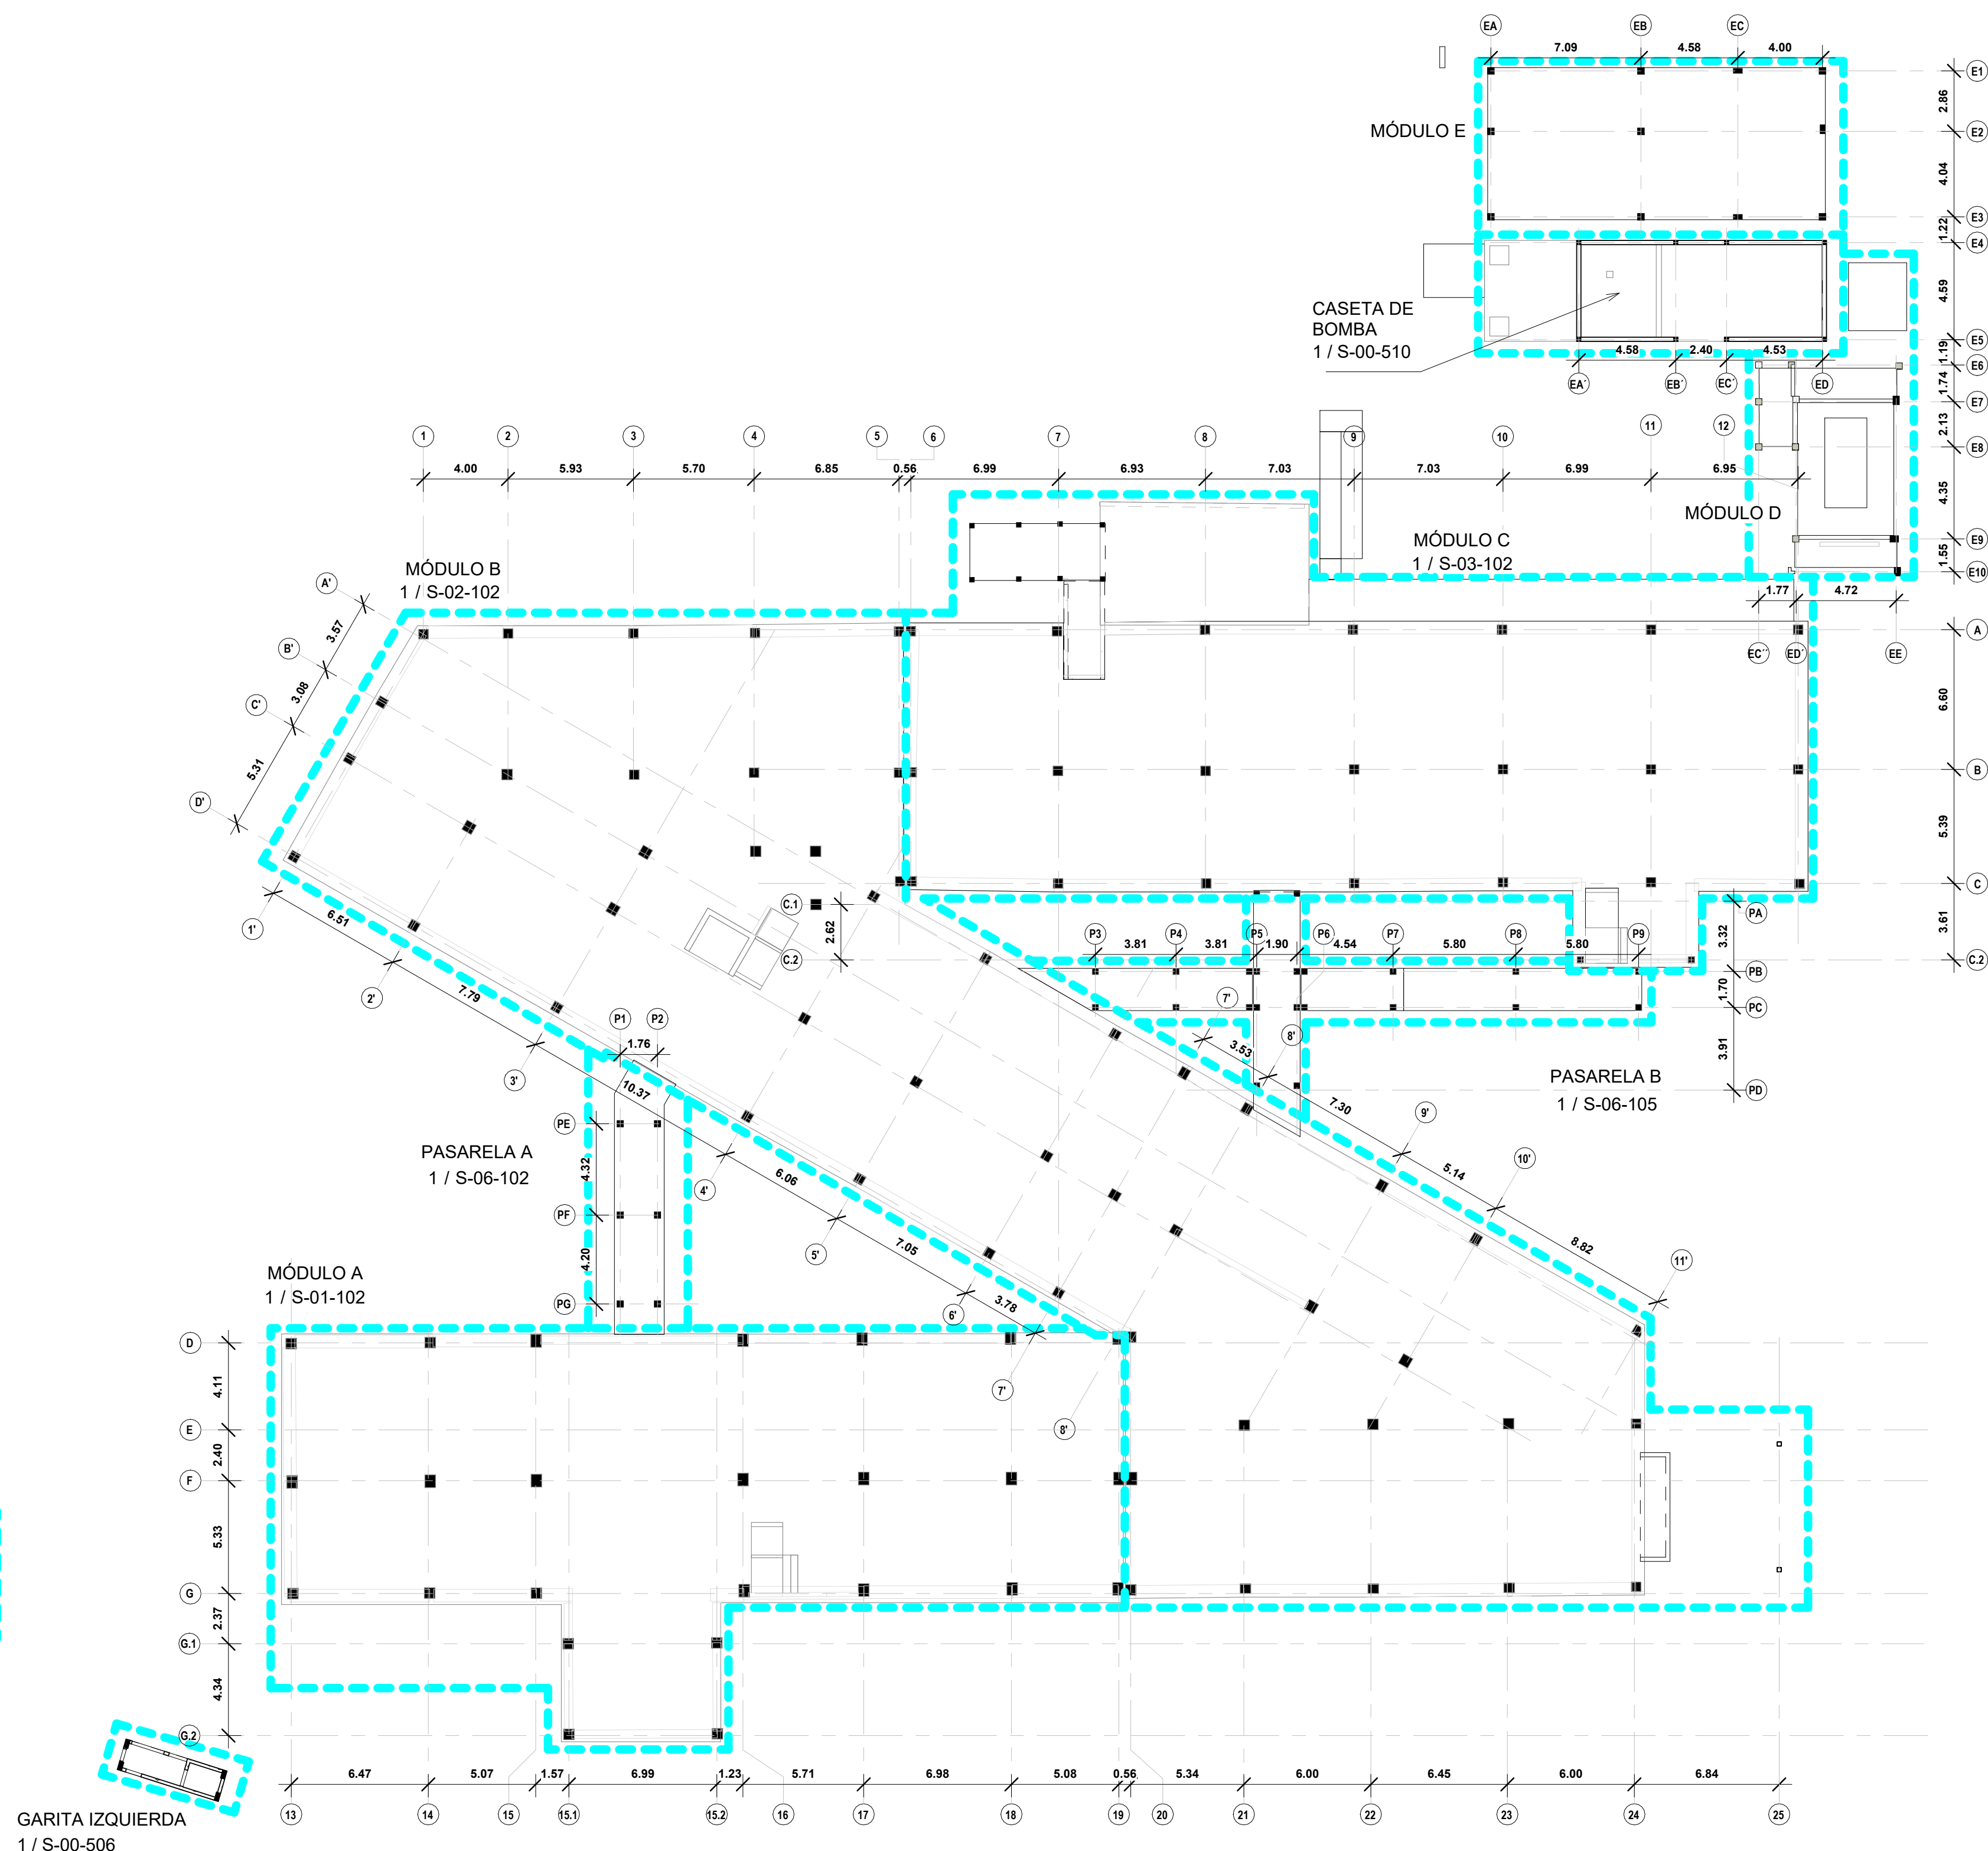 EA
EB
EC
7.09
4.58
4.00
E1
2.86
MÓDULO E
E2
4.04
E3
1.22
E4
CASETA DE
BOMBA
1 / S-00-510
4.59
E5
4.58
2.40
4.53
1.19
E6
EA´
EB´
EC´
ED
1.74
E7
2.13
E8
1
2
3
4
5
6
7
8
9
10
11
12
4.00
5.93
5.70
6.85
0.56
6.99
6.93
7.03
7.03
6.99
6.95
4.35
MÓDULO D
MÓDULO C
1 / S-03-102
E9
1.55
E10
MÓDULO B
1 / S-02-102
1.77
4.72
A'
3.57
B'
3.08
C'
5.31
D'
A
EC´´
ED´
EE
6.60
B
5.39
C
C.1
2.62
C.2
PA
3.61
3.32
C.2
P3
P4
P5
P6
P7
P8
P9
3.81
3.81
1.90
4.54
5.80
5.80
PB
1.70
PC
3.91
PD
1'
6.51
2'
7.79
3'
P1
P2
1.76
10.37
7'
8'
3.53
PASARELA B
1 / S-06-105
7.30
9'
5.14
10'
8.82
11'
PE
PASARELA A
1 / S-06-102
4.32
PF
4.20
PG
4'
6.06
5'
7.05
6'
3.78
7'
8'
MÓDULO A
1 / S-01-102
D
4.11
E
2.40
F
5.33
G
2.37
G.1
4.34
G.2
6.47
5.07
1.57
6.99
1.23
5.71
6.98
5.08
0.56
5.34
6.00
6.45
6.00
6.84
13
14
15
15.1
15.2
16
17
18
19
20
21
22
23
24
25
GARITA IZQUIERDA
1 / S-00-506